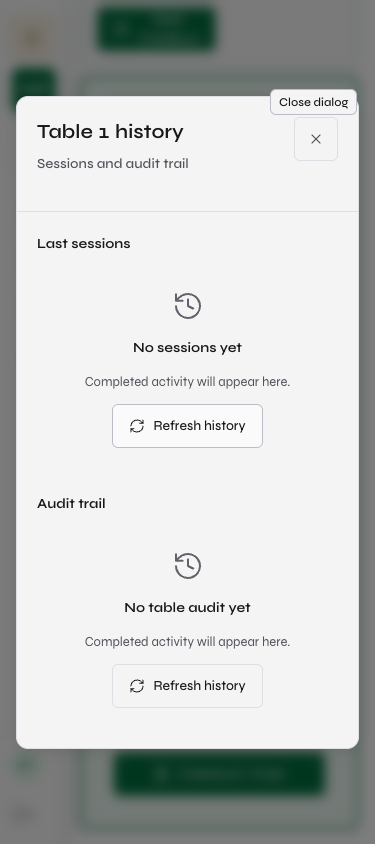 Close dialog
Table 1 history
Sessions and audit trail
Last sessions
No sessions yet
Completed activity will appear here.
Refresh history
Audit trail
No table audit yet
Completed activity will appear here.
Refresh history